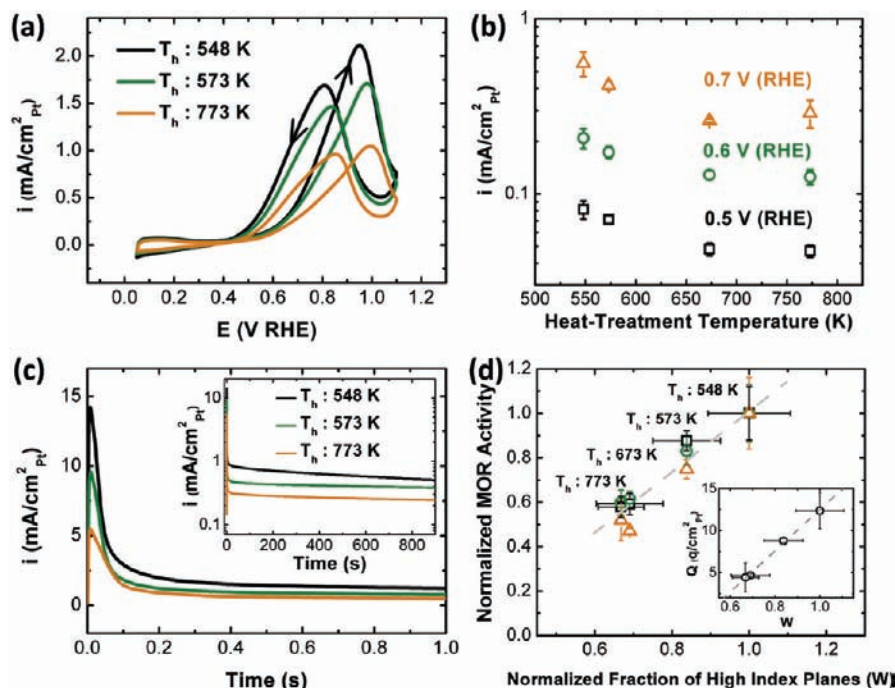 (a)
T_h : 548 K
T_h : 573 K
T_h : 773 K
2.0
1.5
1.0
0.5
0.0
i (mA/cm²_Pt)
0.0 0.2 0.4 0.6 0.8 1.0
E (V RHE)
(b)
1
0.1
i (mA/cm²_Pt)
0.7 V (RHE)
0.6 V (RHE)
0.5 V (RHE)
500 550 600 650 700 750 800
Heat-Treatment Temperature (K)
(c)
15
10
5
0
i (mA/cm²_Pt)
10
1
0.1
i (mA/cm²_Pt)
T_h : 548 K
T_h : 573 K
T_h : 773 K
0 200 400 600 800
Time (s)
0.0 0.2 0.4 0.6 0.8 1.0
Time (s)
(d)
1.2
1.0
0.8
0.6
0.4
0.2
0.0
Normalized MOR Activity
T_h : 548 K
T_h : 573 K
T_h : 673 K
T_h : 773 K
15
10
5
0.6 0.8 1.0
W
0.6 0.8 1.0 1.2
Normalized Fraction of High Index Planes (W)